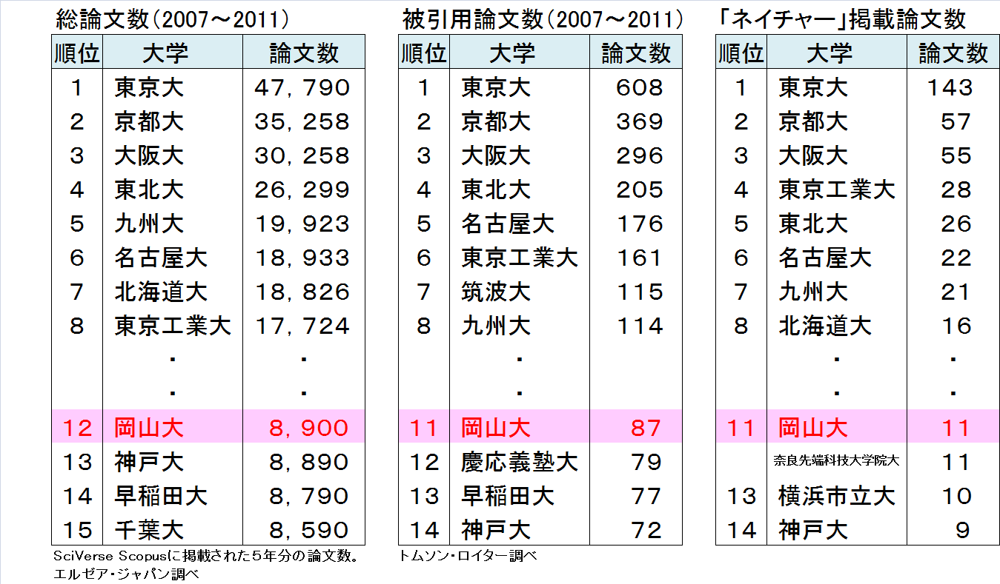 総論文数(2007～2011)
順位 大学 論文数
1 東京大 47,790
2 京都大 35,258
3 大阪大 30,258
4 東北大 26,299
5 九州大 19,923
6 名古屋大 18,933
7 北海道大 18,826
8 東京工業大 17,724
・ ・
・ ・
12 岡山大 8,900
13 神戸大 8,890
14 早稲田大 8,790
15 千葉大 8,590
SciVerse Scopusに掲載された５年分の論文数。
エルゼア・ジャパン調べ
被引用論文数(2007～2011)
順位 大学 論文数
1 東京大 608
2 京都大 369
3 大阪大 296
4 東北大 205
5 名古屋大 176
6 東京工業大 161
7 筑波大 115
8 九州大 114
・
・
11 岡山大 87
12 慶応義塾大 79
13 早稲田大 77
14 神戸大 72
トムソン・ロイター調べ
「ネイチャー」掲載論文数
順位 大学 論文数
1 東京大 143
2 京都大 57
3 大阪大 55
4 東京工業大 28
5 東北大 26
6 名古屋大 22
7 九州大 21
8 北海道大 16
・ ・
・ ・
11 岡山大 11
奈良先端科技大学院大 11
13 横浜市立大 10
14 神戸大 9